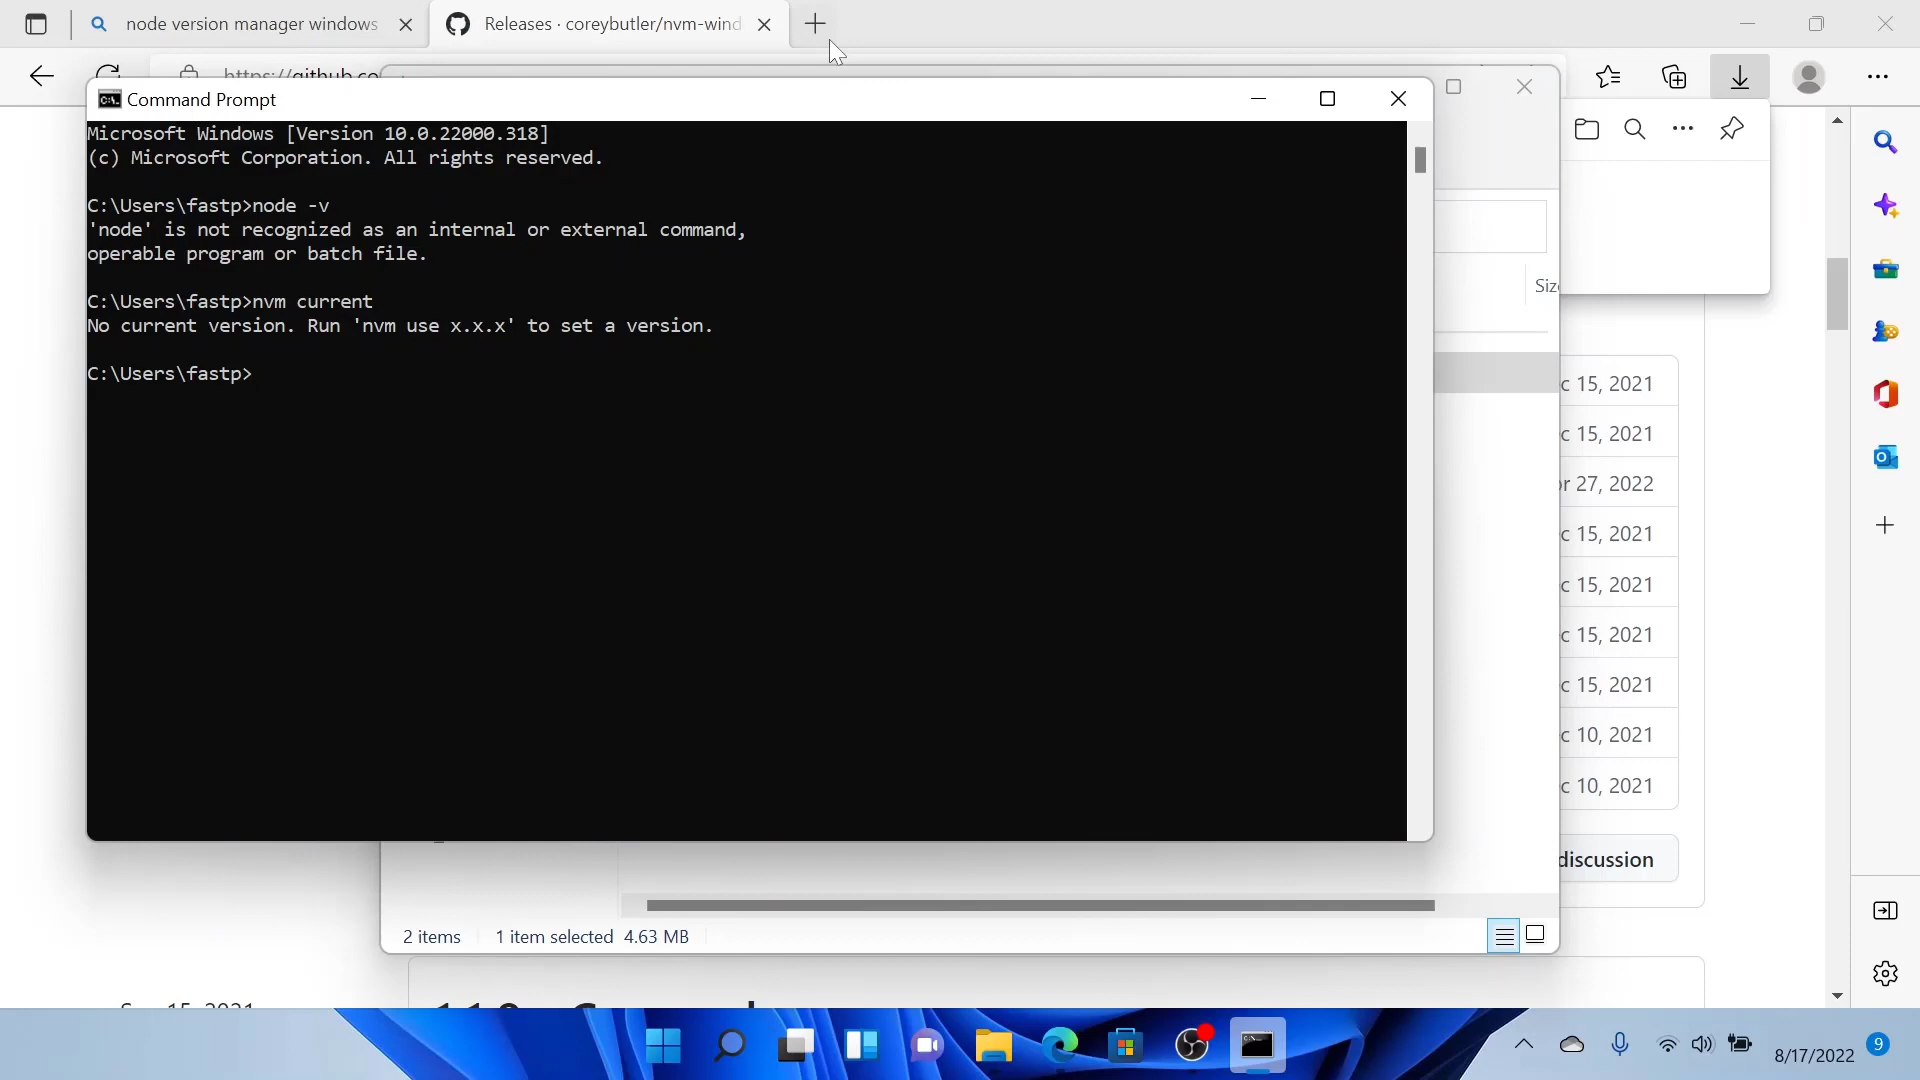 node version manager windows
Releases · coreybutler/nvm-wind
https://github.co
Command Prompt
Microsoft Windows [Version 10.0.22000.318]
(c) Microsoft Corporation. All rights reserved.
C:\Users\fastp>node -v
'node' is not recognized as an internal or external command,
operable program or batch file.
C:\Users\fastp>nvm current
No current version. Run 'nvm use x.x.x' to set a version.
C:\Users\fastp>
Size
c 15, 2021
c 15, 2021
r 27, 2022
c 15, 2021
c 15, 2021
c 15, 2021
c 15, 2021
c 10, 2021
c 10, 2021
discussion
2 items
1 item selected 4.63 MB
8/17/2022
9